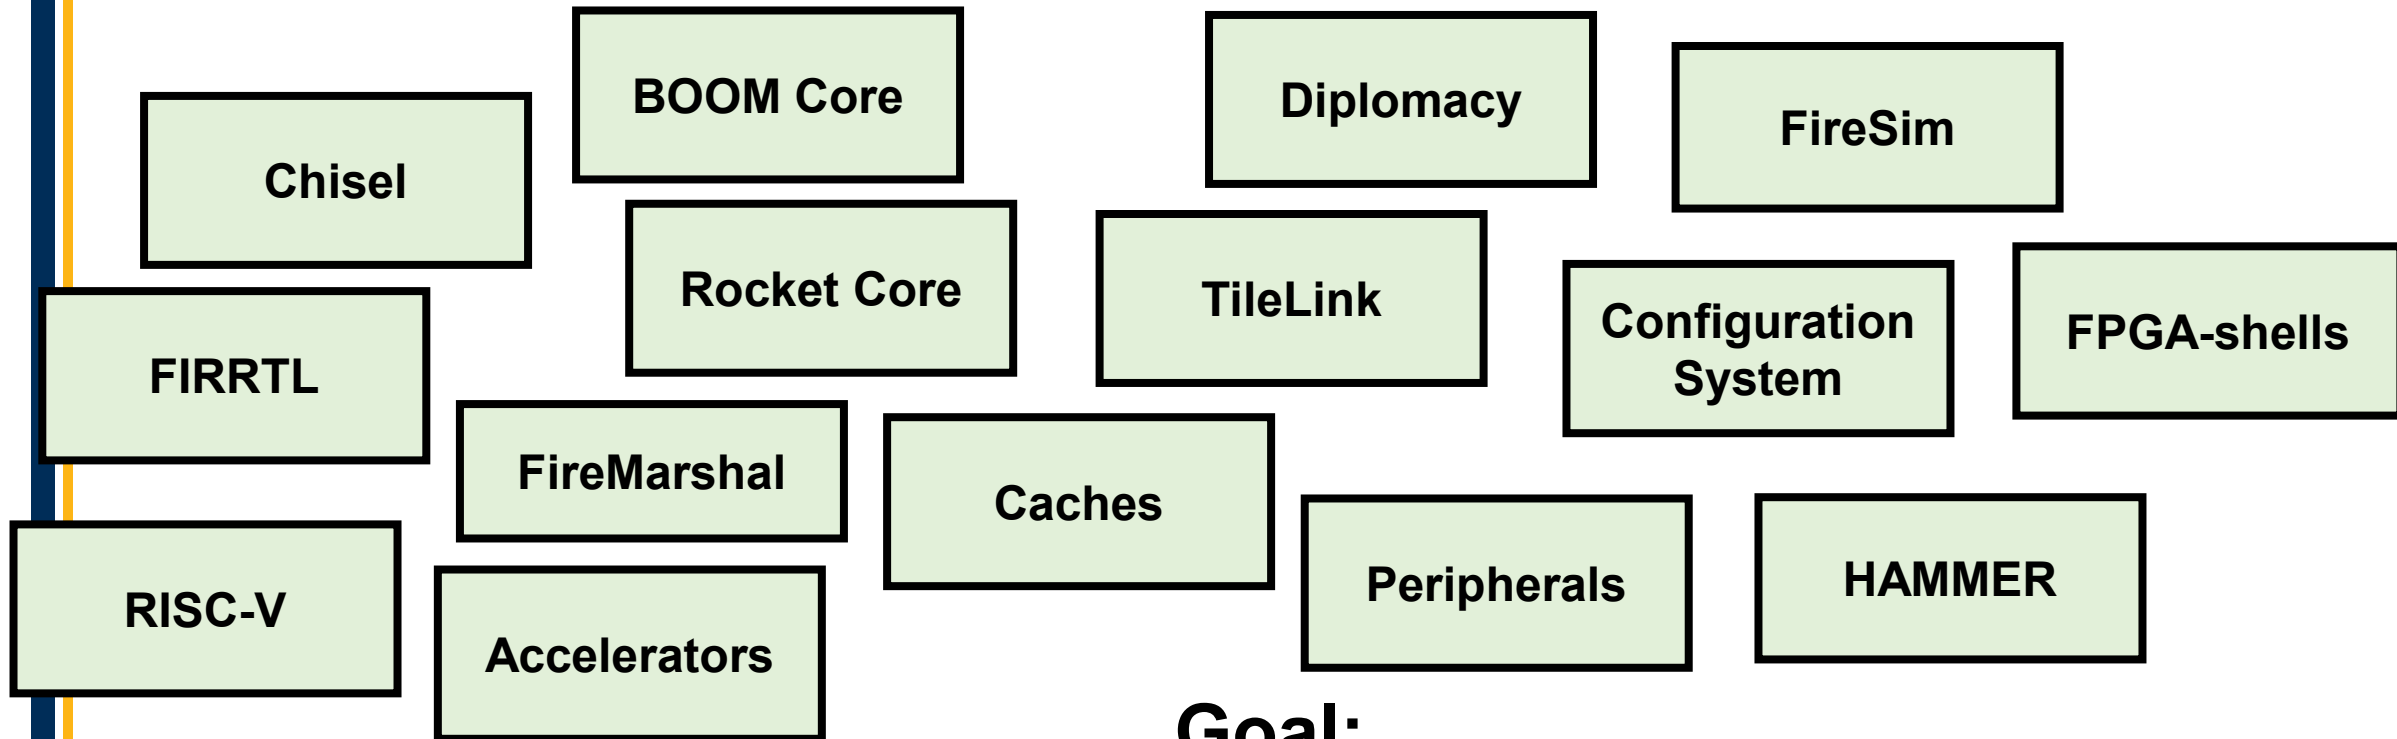 BOOM Core
Diplomacy
FireSim
Chisel
Rocket Core
TileLink
Configuration
System
FPGA-shells
FIRRTL
FireMarshal
Caches
Peripherals
HAMMER
RISC-V
Accelerators
Goal: